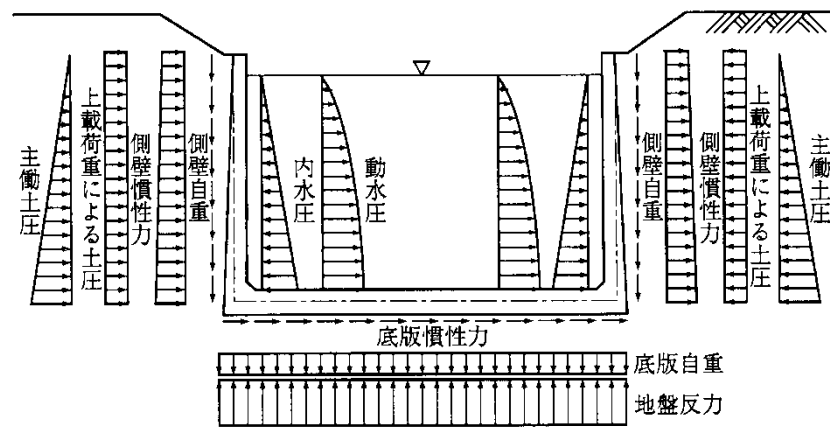 主働土圧
上載荷重による土圧
側壁慣性力
側壁自重
内水圧
動水圧
側壁自重
側壁慣性力
上載荷重による土圧
主働土圧
底版慣性力
底版自重
地盤反力